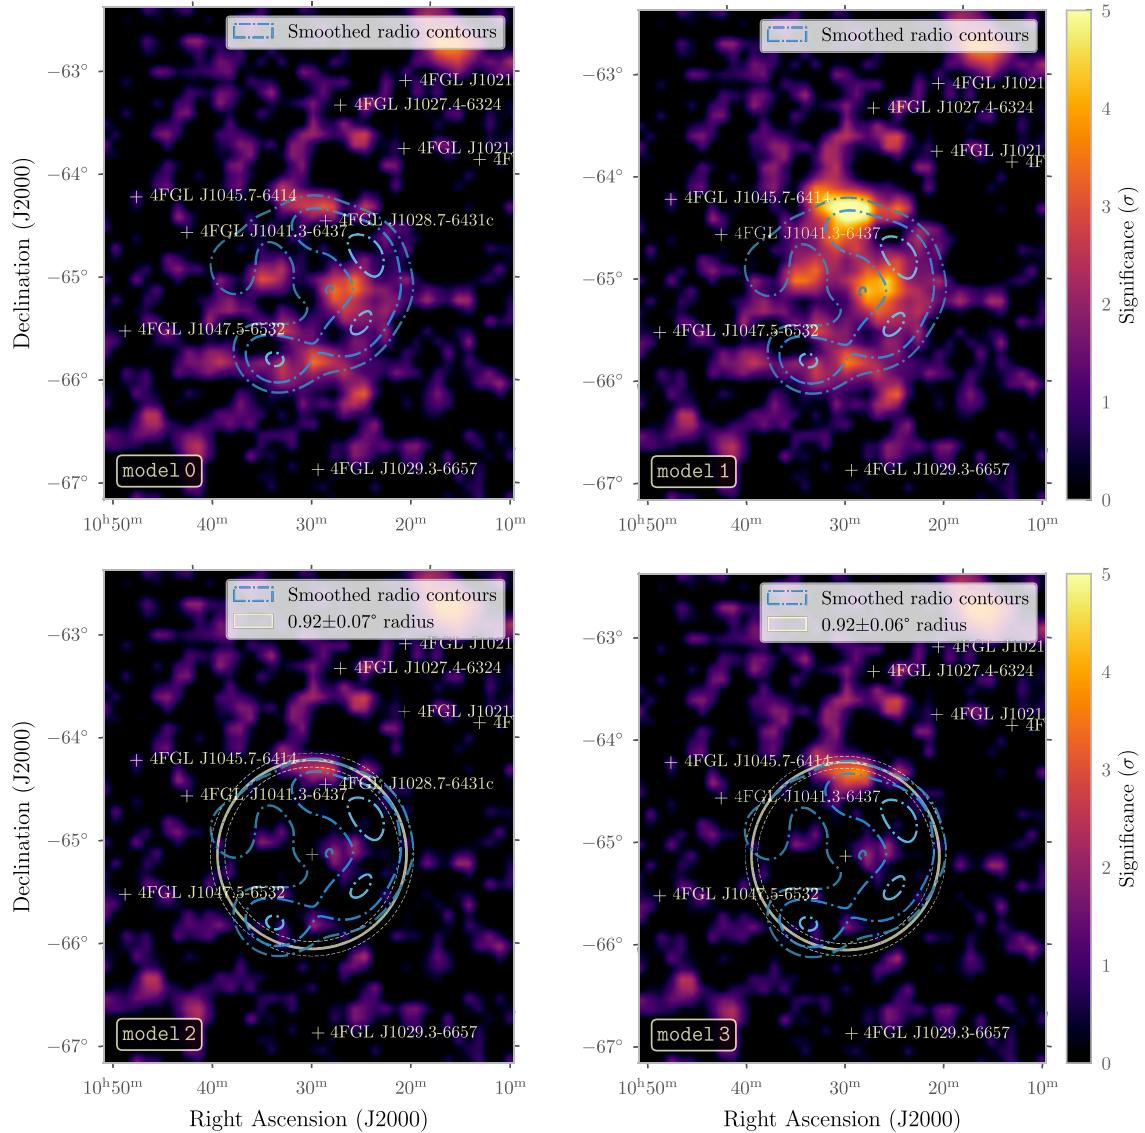 Smoothed radio contours
−63°
4FGL J1021
4FGL J1027.4-6324
4FGL J1021.
4F
−64°
4FGL J1045.7-6414
4FGL J1028.7-6431c
4FGL J1041.3-6437
−65°
4FGL J1047.5-6532
−66°
model 0
4FGL J1029.3-6657
−67°
10h50m 40m 30m 20m 10m
Declination (J2000)
Smoothed radio contours
−63°
4FGL J1021
4FGL J1027.4-6324
4FGL J1021.
4F
−64°
4FGL J1045.7-6414
4FGL J1041.3-6437
−65°
4FGL J1047.5-6532
−66°
model 1
4FGL J1029.3-6657
−67°
10h50m 40m 30m 20m 10m
5
4
3
2
1
0
Significance (σ)
Smoothed radio contours
0.92±0.07° radius
−63°
4FGL J1021
4FGL J1027.4-6324
4FGL J1021.
4F
−64°
4FGL J1045.7-6414
4FGL J1028.7-6431c
4FGL J1041.3-6437
−65°
4FGL J1047.5-6532
−66°
model 2
4FGL J1029.3-6657
−67°
10h50m 40m 30m 20m 10m
Right Ascension (J2000)
Declination (J2000)
Smoothed radio contours
0.92±0.06° radius
−63°
4FGL J1021
4FGL J1027.4-6324
4FGL J1021.
4F
−64°
4FGL J1045.7-6414
4FGL J1041.3-6437
−65°
4FGL J1047.5-6532
−66°
model 3
4FGL J1029.3-6657
−67°
10h50m 40m 30m 20m 10m
Right Ascension (J2000)
5
4
3
2
1
0
Significance (σ)